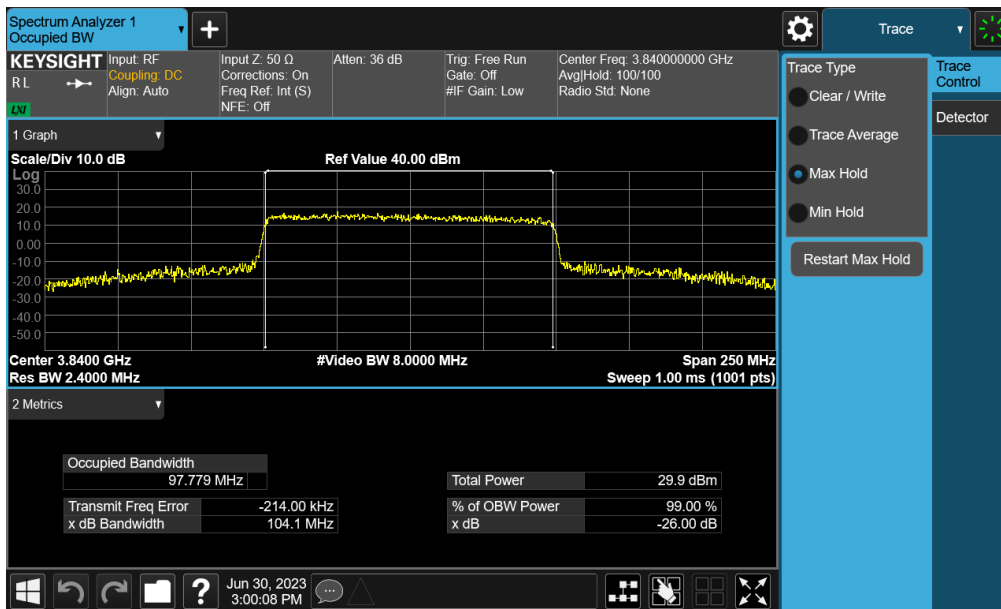 Spectrum Analyzer 1
Occupied BW
+
Trace
KEYSIGHT
R L
LXI
Input: RF
Coupling: DC
Align: Auto
Input Z: 50 Ω
Corrections: On
Freq Ref: Int (S)
NFE: Off
Atten: 36 dB
Trig: Free Run
Gate: Off
#IF Gain: Low
Center Freq: 3.840000000 GHz
Avg|Hold: 100/100
Radio Std: None
1 Graph
Scale/Div 10.0 dB
Ref Value 40.00 dBm
Log
30.0
20.0
10.0
0.00
-10.0
-20.0
-30.0
-40.0
-50.0
Center 3.8400 GHz
#Video BW 8.0000 MHz
Span 250 MHz
Res BW 2.4000 MHz
Sweep 1.00 ms (1001 pts)
2 Metrics
Occupied Bandwidth
97.779 MHz
Transmit Freq Error -214.00 kHz
x dB Bandwidth 104.1 MHz
Total Power 29.9 dBm
% of OBW Power 99.00 %
x dB -26.00 dB
Trace Type
Clear / Write
Trace Average
Max Hold
Min Hold
Restart Max Hold
Trace
Control
Detector
?
Jun 30, 2023
3:00:08 PM